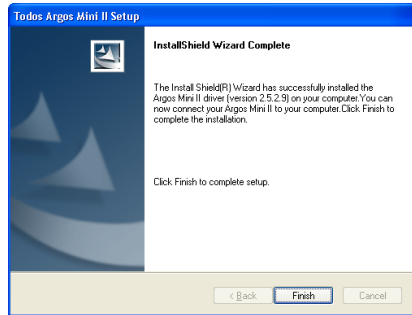 Todos Argos Mini II Setup
InstallShield Wizard Complete
The Install Shield(R) Wizard has successfully installed the
Argos Mini II driver (version 2.5.2.9) on your computer.You can
now connect your Argos Mini II to your computer.Click Finish to
complete the installation.
Click Finish to complete setup.
< Back
Finish
Cancel